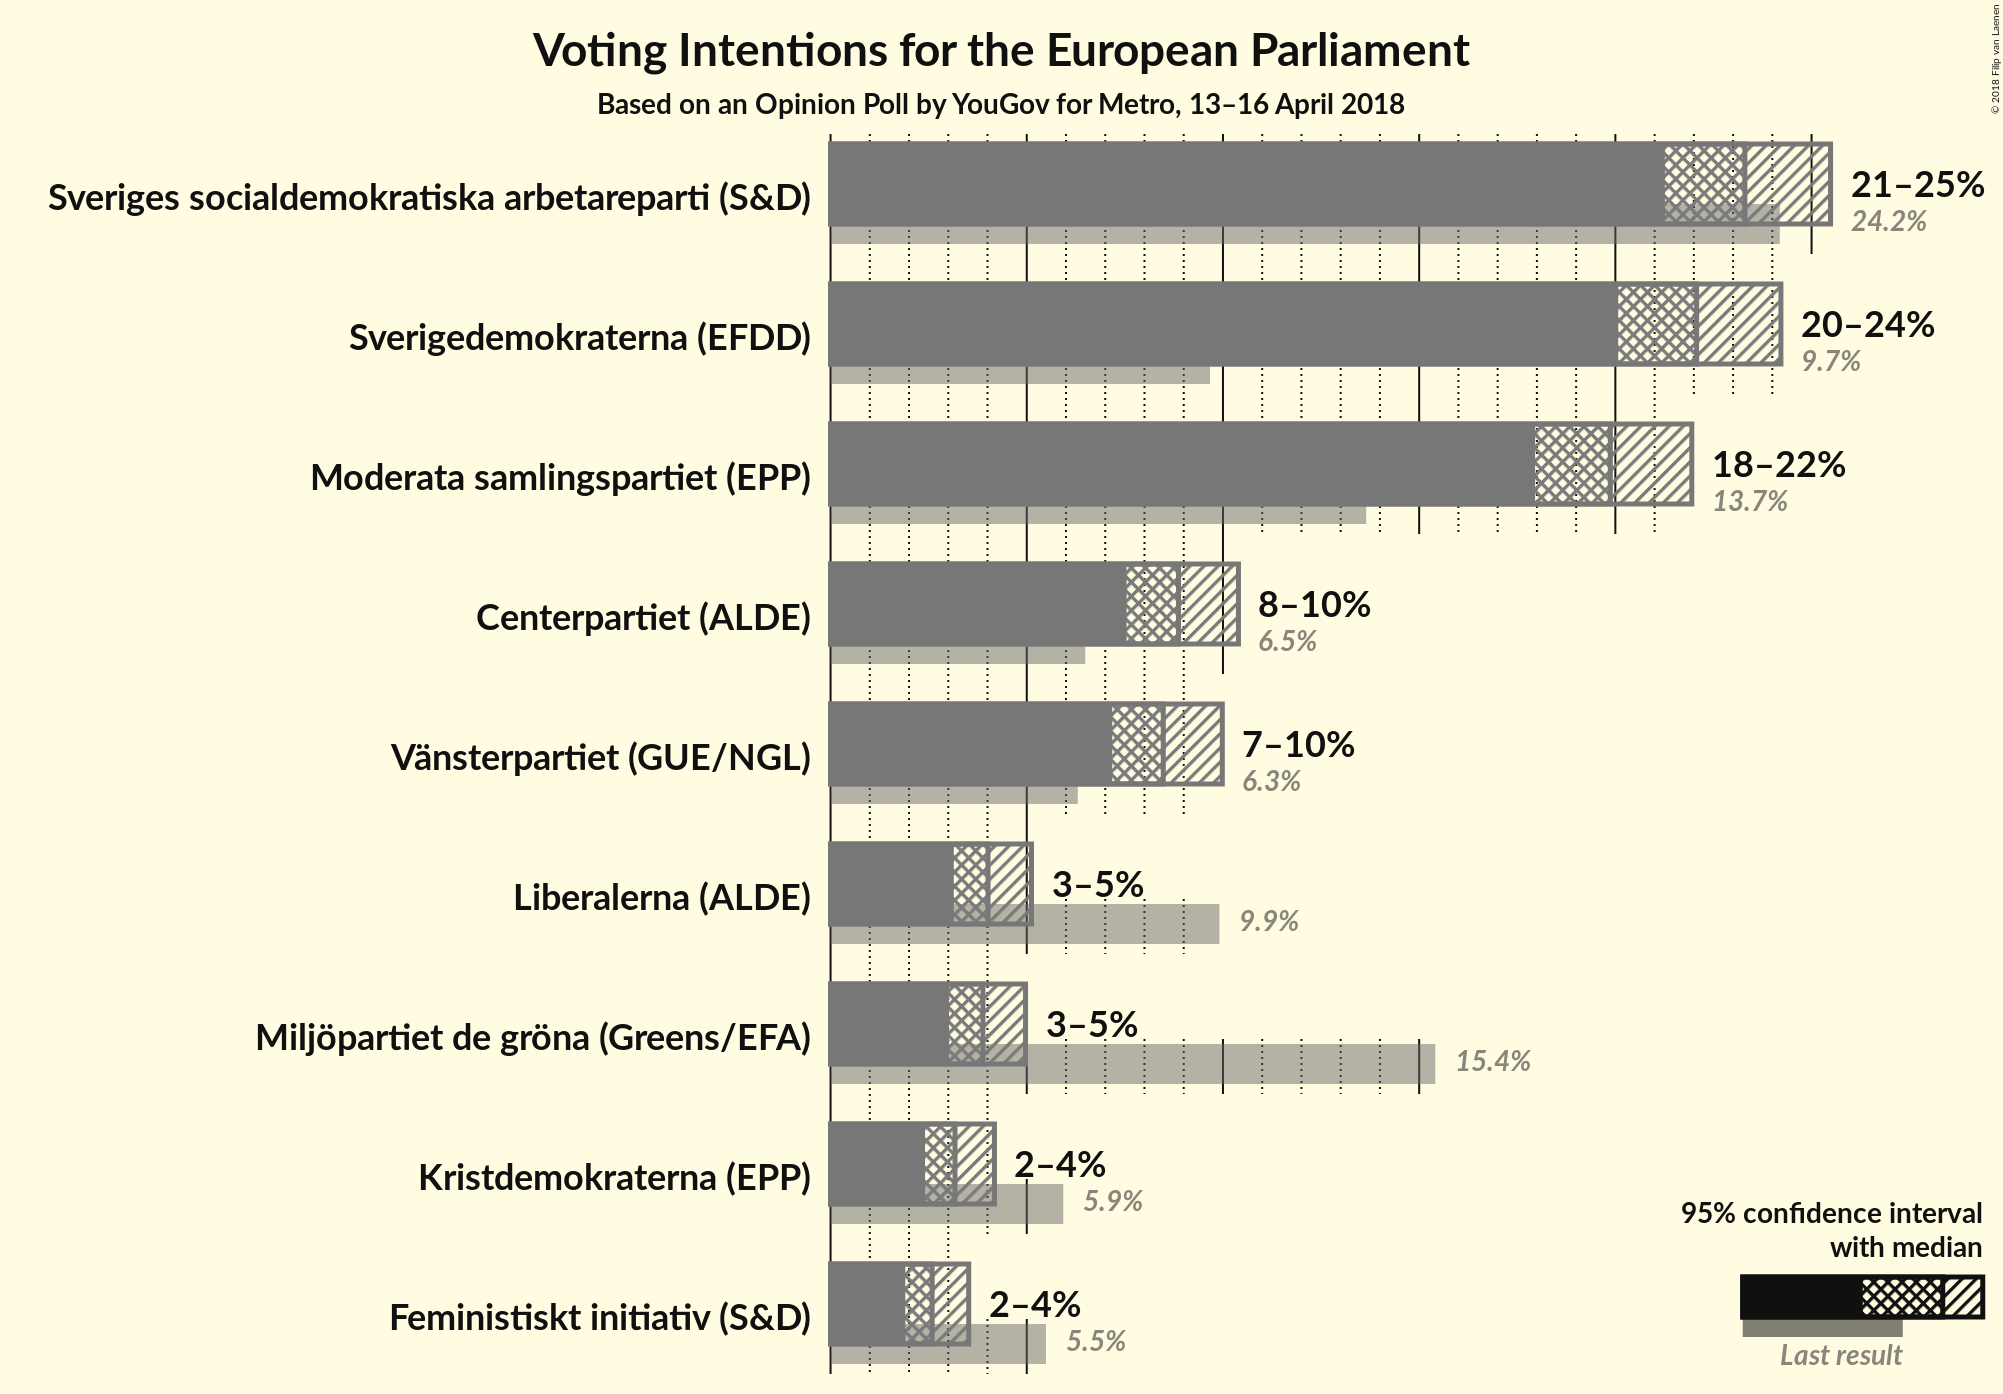 Voting Intentions for the European Parliament
Based on an Opinion Poll by YouGov for Metro, 13–16 April 2018
© 2018 Filip van Laenen
Sveriges socialdemokratiska arbetareparti (S&D)
21–25%
24.2%
Sverigedemokraterna (EFDD)
20–24%
9.7%
Moderata samlingspartiet (EPP)
18–22%
13.7%
Centerpartiet (ALDE)
8–10%
6.5%
Vänsterpartiet (GUE/NGL)
7–10%
6.3%
Liberalerna (ALDE)
3–5%
9.9%
Miljöpartiet de gröna (Greens/EFA)
3–5%
15.4%
Kristdemokraterna (EPP)
2–4%
5.9%
Feministiskt initiativ (S&D)
2–4%
5.5%
95% confidence interval
with median
Last result